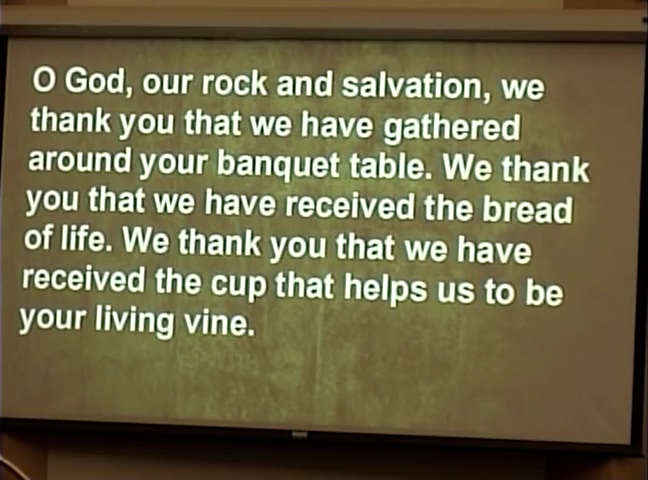 O God, our rock and salvation, we
thank you that we have gathered
around your banquet table. We thank
you that we have received the bread
of life. We thank you that we have
received the cup that helps us to be
your living vine.